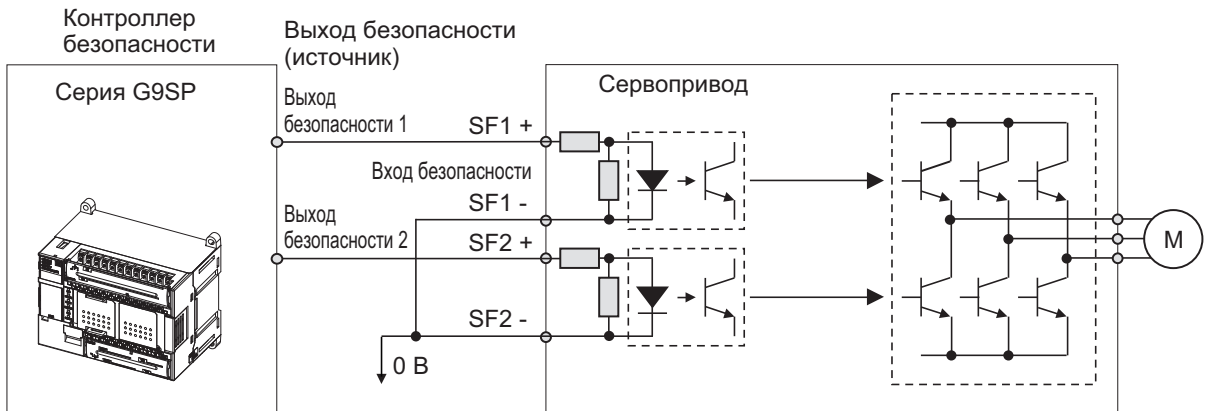 Контроллер
безопасности
Выход безопасности
(источник)
Серия G9SP
Сервопривод
Выход
безопасности 1
SF1 +
Вход безопасности
SF1 -
Выход
безопасности 2
SF2 +
SF2 -
0 В
M